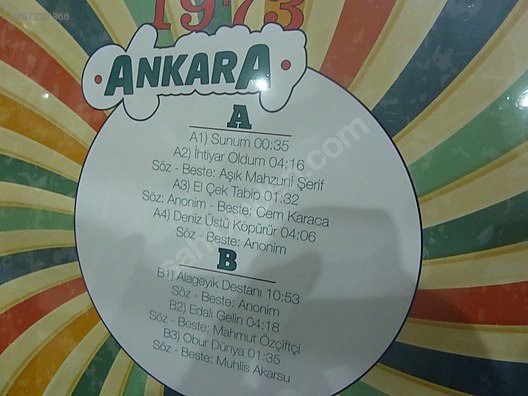 1973
ANKARA
A
A1) Sunum 00:35
A2) İhtiyar Oldum 04:16
Söz - Beste: Aşık Mahzuni Şerif
A3) El Çek Tabip 01:32
Söz: Anonim - Beste: Cem Karaca
A4) Deniz Üstü Köpürür 04:06
Söz - Beste: Anonim
B
B1) Alageyik Destanı 10:53
Söz - Beste: Anonim
B2) Edalı Gelin 04:18
Söz - Beste: Mahmut Özçiftçi
B3) Obur Dünya 01:35
Söz - Beste: Muhlis Akarsu